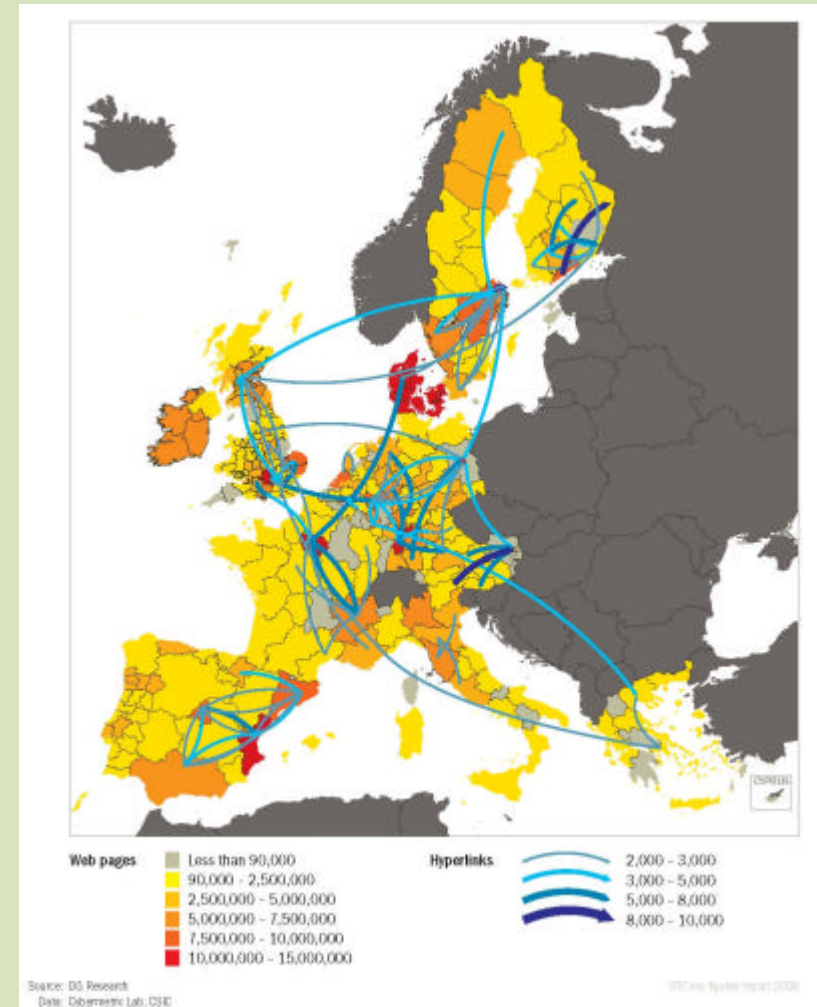 Web pages
Less than 90,000
90,000 - 2,500,000
2,500,000 - 5,000,000
5,000,000 - 7,500,000
7,500,000 - 10,000,000
10,000,000 - 15,000,000
Hyperlinks
2,000 - 3,000
3,000 - 5,000
5,000 - 8,000
8,000 - 10,000
Source: DG Research
Data: Cybermetric Lab, CSIC
key figures report